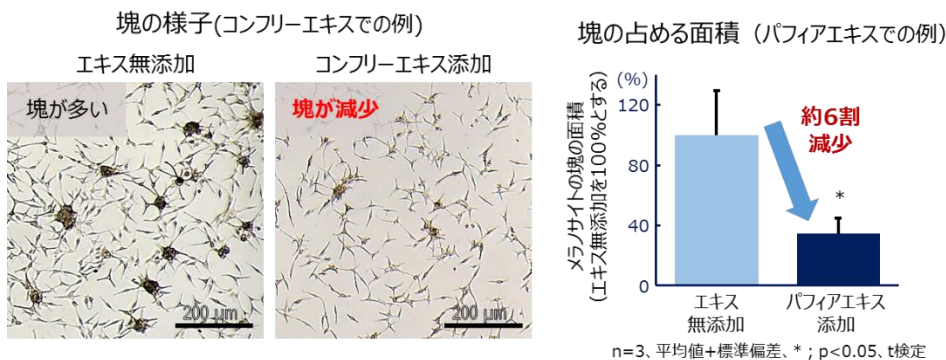 塊の様子(コンフリーエキスでの例)
エキス無添加
コンフリーエキス添加
塊が多い
塊が減少
200 μm
200 μm
塊の占める面積 (パフィアエキスでの例)
(%)
120
80
40
0
メラノサイトの塊の面積
(エキス無添加を100%とする)
約6割
減少
*
エキス
無添加
パフィアエキス
添加
n=3、平均値+標準偏差、* ; p<0.05、t検定